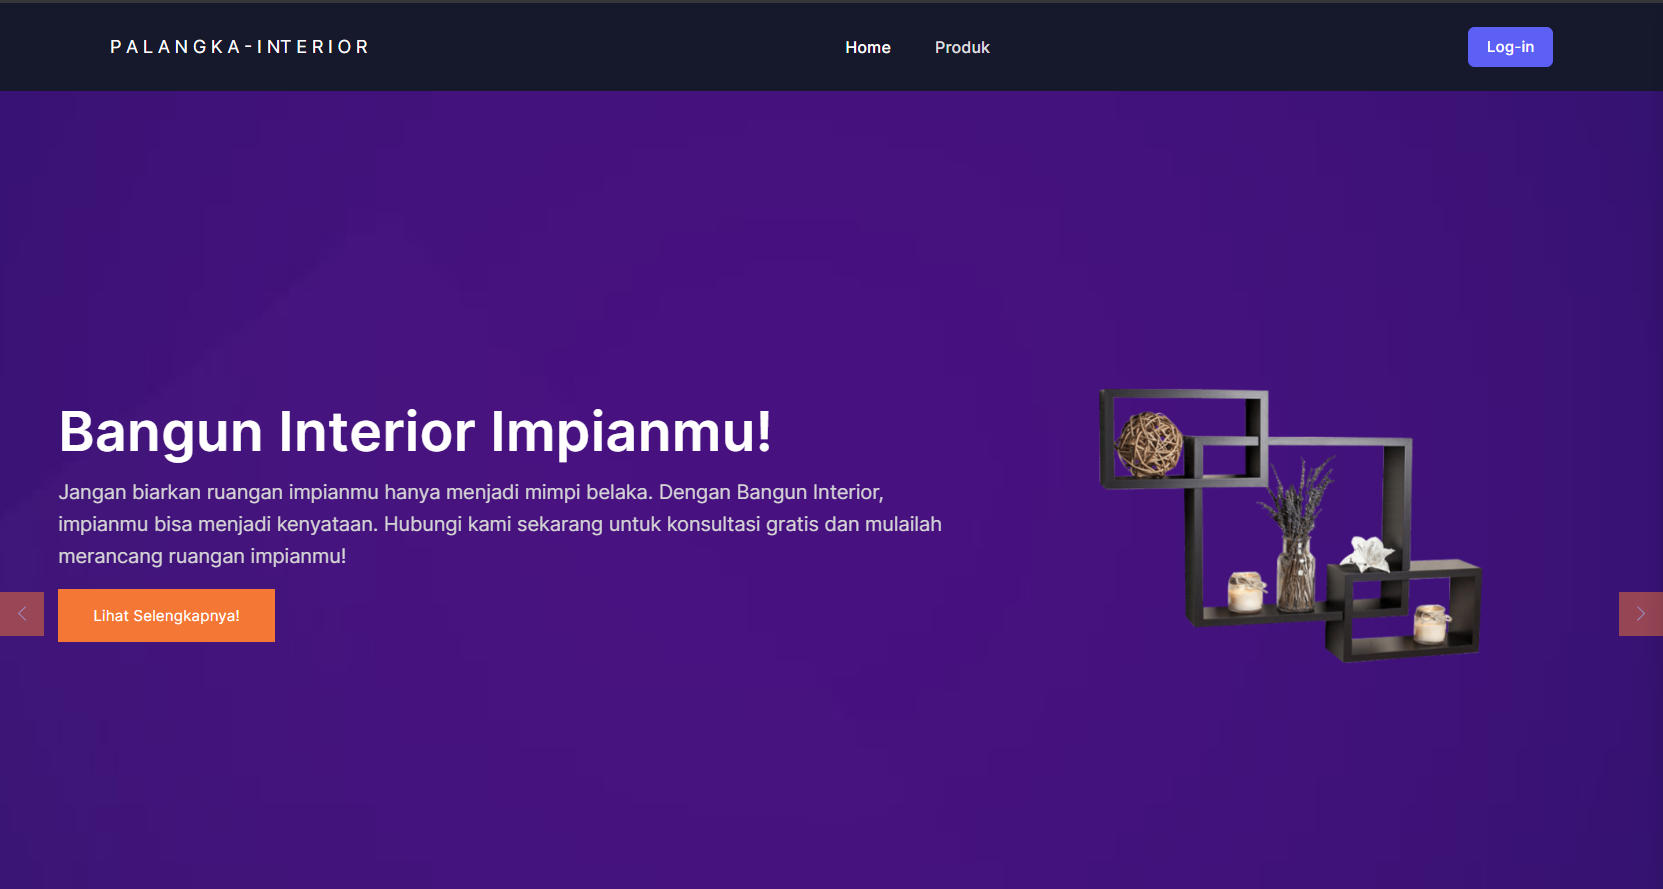 PALANGKA-INTERIOR
Home
Produk
Log-in
Bangun Interior Impianmu!
Jangan biarkan ruangan impianmu hanya menjadi mimpi belaka. Dengan Bangun Interior,
impianmu bisa menjadi kenyataan. Hubungi kami sekarang untuk konsultasi gratis dan mulailah
merancang ruangan impianmu!
Lihat Selengkapnya!